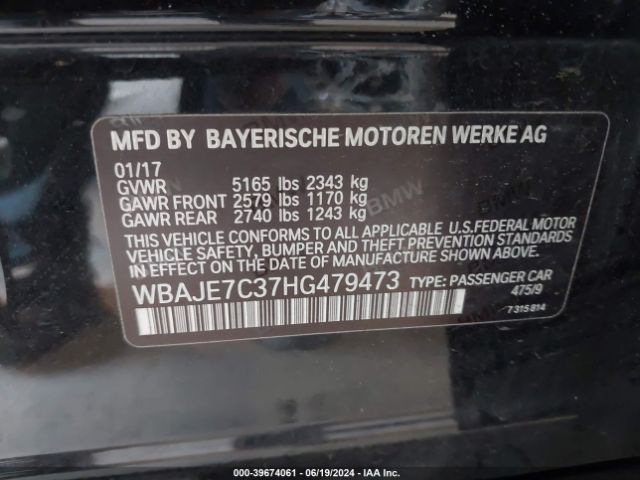 MFD BY BAYERISCHE MOTOREN WERKE AG
01/17
GVWR 5165 lbs 2343 kg
GAWR FRONT 2579 lbs 1170 kg
GAWR REAR 2740 lbs 1243 kg
THIS VEHICLE CONFORMS TO ALL APPLICABLE U.S.FEDERAL MOTOR
VEHICLE SAFETY, BUMPER AND THEFT PREVENTION STANDARDS
IN EFFECT ON THE DATE OF MANUFACTURE SHOWN ABOVE.
WBAJE7C37HG479473 TYPE: PASSENGER CAR
475/9
7315814
000-39674061 - 06/19/2024 - IAA Inc.